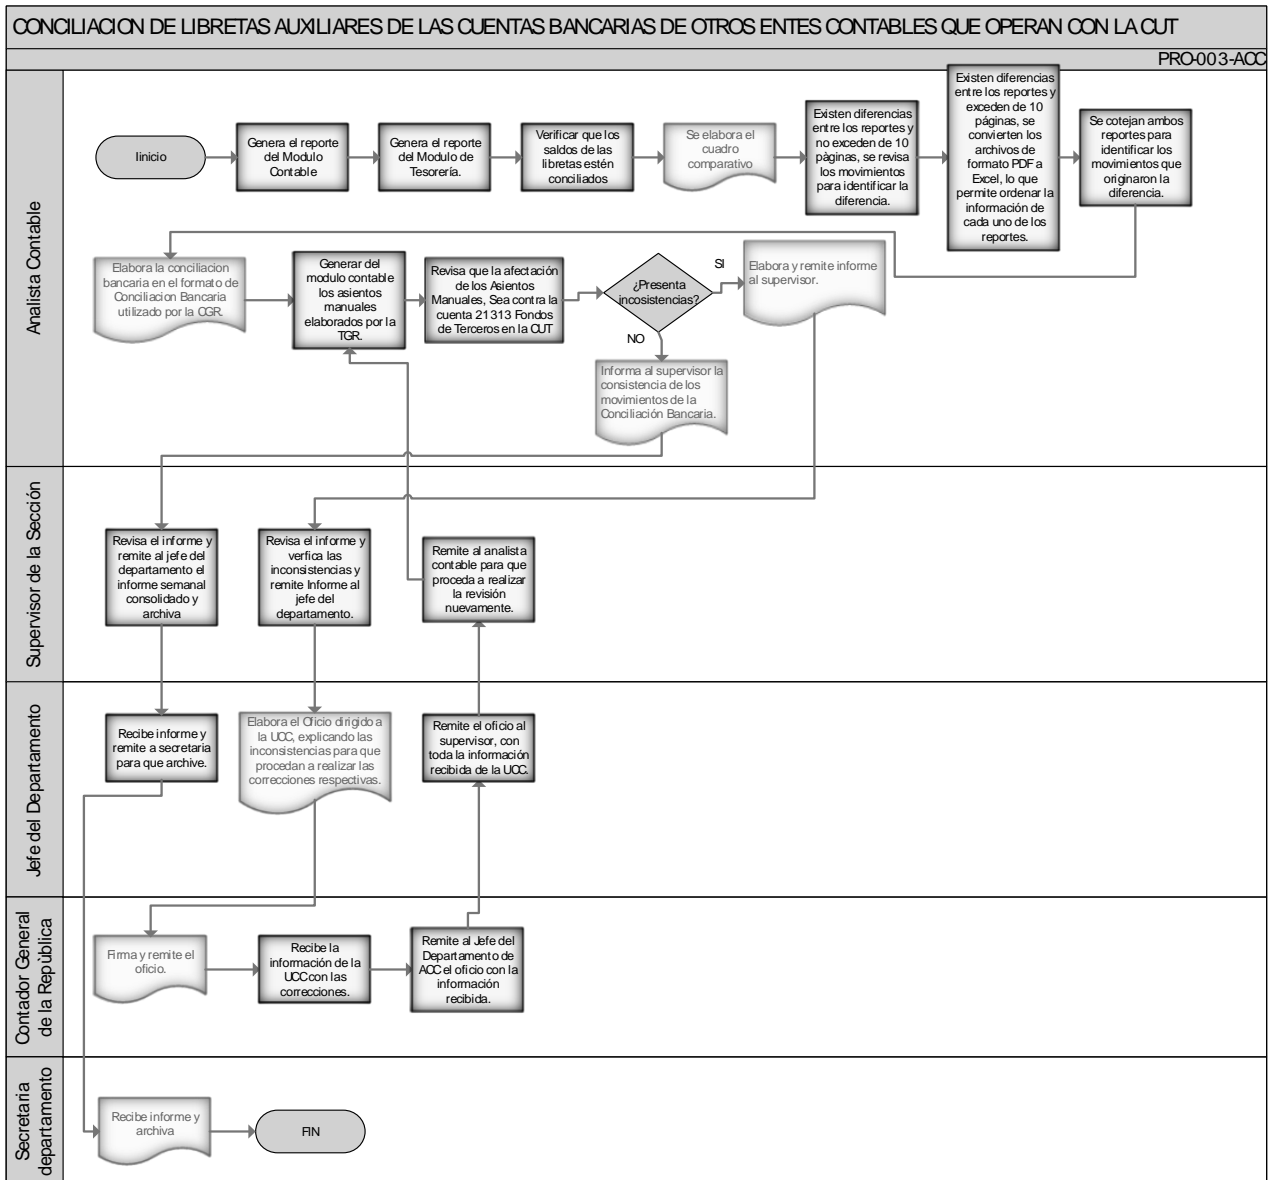 CONCILIACION DE LIBRETAS AUXILIARES DE LAS CUENTAS BANCARIAS DE OTROS ENTES CONTABLES QUE OPERAN CON LA CUT
PRO-003-ACC
Analista Contable
Iinicio
Genera el reporte
del Modulo
Contable
Genera el reporte
del Modulo de
Tesorería.
Verificar que los
saldos de las
libretas estén
conciliados
Se elabora el
cuadro
comparativo
Existen diferencias
entre los reportes y
no exceden de 10
pàginas, se revisa
los movimientos
para identificar la
diferencia.
Existen diferencias
entre los reportes y
exceden de 10
páginas, se
convierten los
archivos de
formato PDF a
Excel, lo que
permite ordenar la
información de
cada uno de los
reportes.
Se cotejan ambos
reportes para
identificar los
movimientos que
originaron la
diferencia.
Elabora la conciliacion
bancaria en el formato de
Conciliacion Bancaria
utilizado por la CGR.
Generar del
modulo contable
los asientos
manuales
elaborados por la
TGR.
Revisa que la afectación
de los Asientos
Manuales, Sea contra la
cuenta 21313 Fondos
de Terceros en la CUT
¿Presenta
incosistencias?
SI
NO
Elabora y remite informe
al supervisor.
Informa al supervisor la
consistencia de los
movimientos de la
Conciliación Bancaria.
Supervisor de la Sección
Revisa el informe y
remite al jefe del
departamento el
informe semanal
consolidado y
archiva
Revisa el informe y
verfica las
inconsistencias y
remite Informe al
jefe del
departamento.
Remite al analista
contable para que
proceda a realizar
la revisión
nuevamente.
Jefe del Departamento
Recibe informe y
remite a secretaria
para que archive.
Elabora el Oficio dirigido a
la UCC, explicando las
inconsistencias para que
procedan a realizar las
correcciones respectivas.
Remite el oficio al
supervisor, con
toda la información
recibida de la UCC.
Contador General
de la Repùblica
Firma y remite el
oficio.
Recibe la
información de la
UCC con las
correcciones.
Remite al Jefe del
Departamento de
ACC el oficio con la
información
recibida.
Secretaria
departamento
Recibe informe y
archiva
FIN